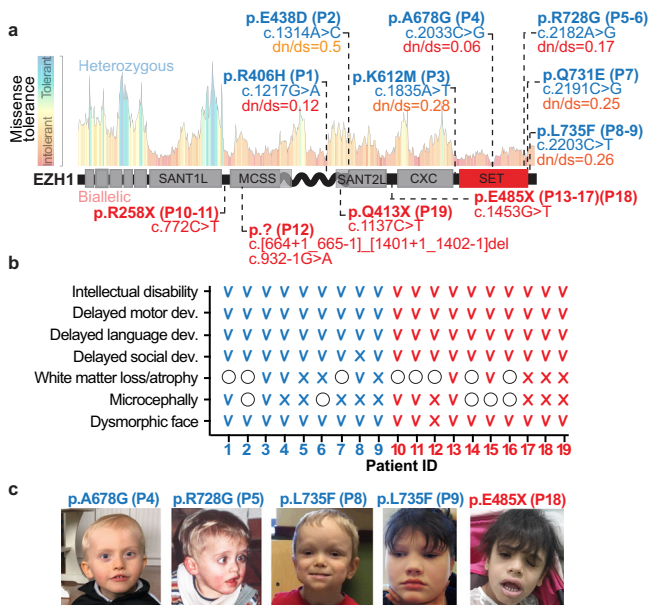 a
Missense
tolerance
Tolerant
Intolerant
Heterozygous
p.E438D (P2)
c.1314A>C
dn/ds=0.5
p.A678G (P4)
c.2033C>G
dn/ds=0.06
p.R728G (P5-6)
c.2182A>G
dn/ds=0.17
p.R406H (P1)
c.1217G>A
dn/ds=0.12
p.K612M (P3)
c.1835A>T
dn/ds=0.28
p.Q731E (P7)
c.2191C>G
dn/ds=0.25
p.L735F (P8-9)
c.2203C>T
dn/ds=0.26
EZH1
SANT1L
MCSS
SANT2L
CXC
SET
Biallelic
p.R258X (P10-11)
c.772C>T
p.? (P12)
c.[664+1_665-1]_[1401+1_1402-1]del
c.932-1G>A
p.Q413X (P19)
c.1137C>T
p.E485X (P13-17)(P18)
c.1453G>T
b
Intellectual disability V V V V V V V V V V V V V V V V V V V
Delayed motor dev. V V V V V V V V V V V V V V V V V V V
Delayed language dev. V V V V V V V V V V V V V V V V V V V
Delayed social dev. V V V V V V V X V V V V V V V V V V V
White matter loss/atrophy O O V V X X O V V O O O V O V O X X X
Microcephally V O V X X O X X X V V X V O O O X X X
Dysmorphic face V V V V V V V V V V V X V V V V V V V
1 2 3 4 5 6 7 8 9 10 11 12 13 14 15 16 17 18 19
Patient ID
c
p.A678G (P4)
p.R728G (P5)
p.L735F (P8)
p.L735F (P9)
p.E485X (P18)